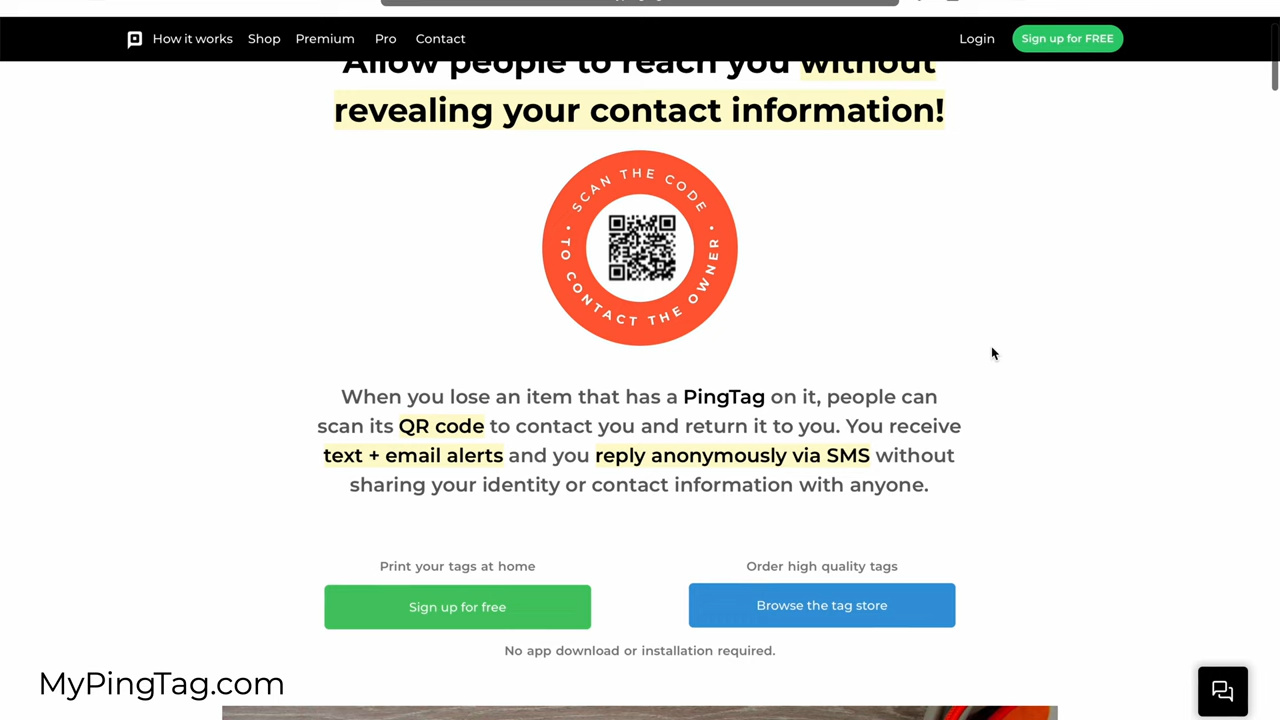 How it works Shop Premium Pro Contact Login Sign up for FREE
Allow people to reach you without
revealing your contact information!
• SCAN THE CODE •
TO CONTACT THE OWNER
When you lose an item that has a PingTag on it, people can
scan its QR code to contact you and return it to you. You receive
text + email alerts and you reply anonymously via SMS without
sharing your identity or contact information with anyone.
Print your tags at home
Order high quality tags
Sign up for free
Browse the tag store
No app download or installation required.
MyPingTag.com